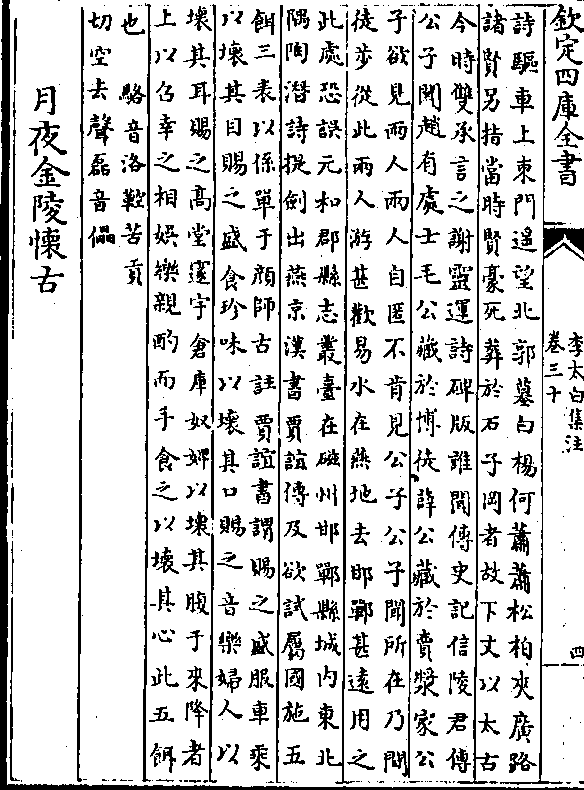 欽定四庫全書
李太白集注
卷三十
四
詩驅車上東門遥望北郭墓白楊何蕭蕭松柏夾廣路
諸賢另指當時賢豪死葬於石子岡者故下文以太古
今時雙承言之謝靈運詩碑版誰聞傳史記信陵君傳
公子聞趙有處士毛公藏於博徒薛公藏於賣漿家公
子欲見兩人兩人自匿不肯見公子公子聞所在乃間
徒步從此兩人游甚歡易水在燕地去邯鄲甚遠用之
此處恐誤元和郡縣志叢臺在磁州邯鄲縣城内東北
隅陶潛詩提劍出燕京漢書賈誼傳及欲試屬國施五
餌三表以係單于顔師古註賈誼書謂賜之盛服車乘
以壞其目賜之盛食珍味以壞其口賜之音樂婦人以
壞其耳賜之高堂邃宇倉庫奴婢以壞其腹于來降者
上以召幸之相娯樂親酌而手食之以壞其心此五餌
也 駱音洛鞚苦貢
切空去聲磊音儡
月夜金陵懷古